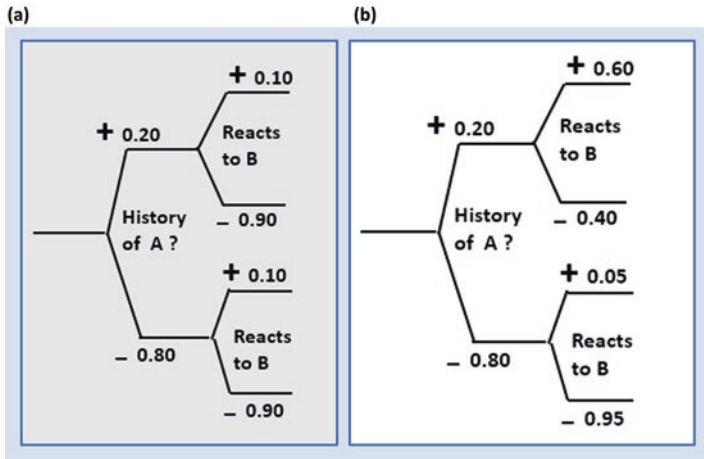 (a)
+ 0.10
+ 0.20
Reacts
to B
– 0.90
History
of A ?
+ 0.10
– 0.80
Reacts
to B
– 0.90
(b)
+ 0.60
+ 0.20
Reacts
to B
– 0.40
History
of A ?
+ 0.05
– 0.80
Reacts
to B
– 0.95